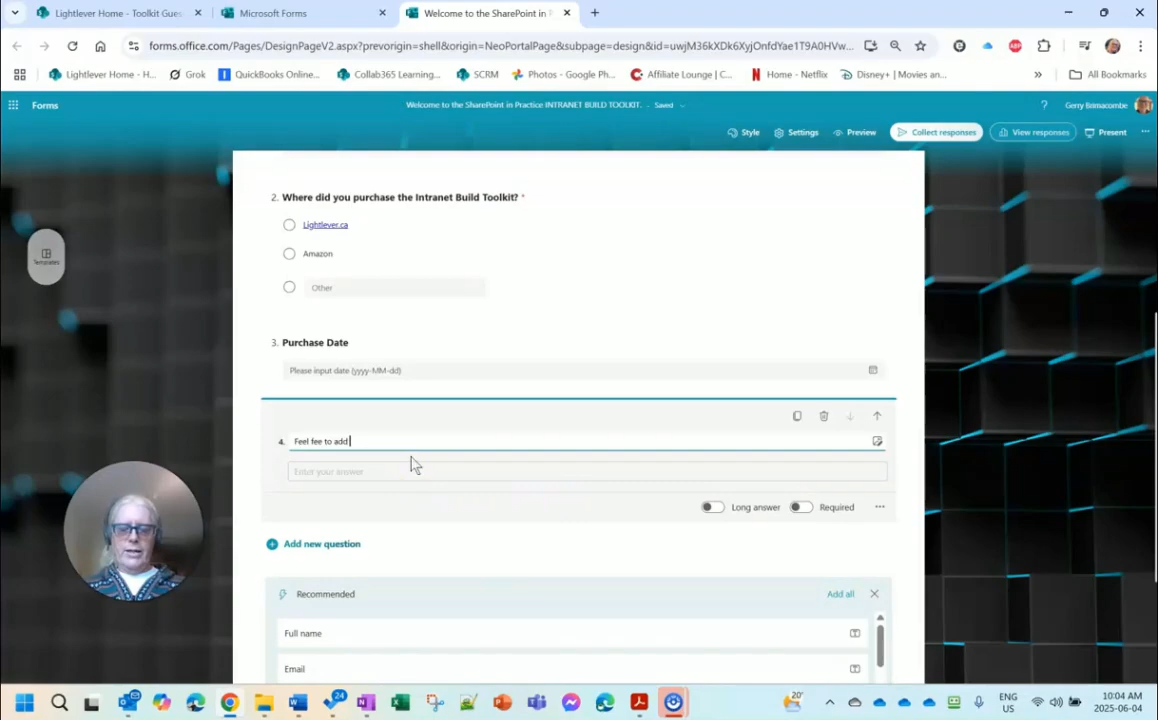 Lightlever Home - Toolkit Gues
Microsoft Forms
Welcome to the SharePoint in P
forms.office.com/Pages/DesignPageV2.aspx?prevorigin=shell&origin=NeoPortalPage&subpage=design&id=uwjM36kXDk6XyjOnfdYae1T9A0HVw...
Lightlever Home - H...
Grok
QuickBooks Online...
Collab365 Learning...
SCRM
Photos - Google Ph...
Affiliate Lounge | C...
Home - Netflix
Disney+ | Movies an...
All Bookmarks
Forms
Welcome to the SharePoint in Practice INTRANET BUILD TOOLKIT. - Saved
? Gerry Brimacombe
Style
Settings
Preview
Collect responses
View responses
Present
2. Where did you purchase the Intranet Build Toolkit? *
Lightlever.ca
Templates
Amazon
Other
3. Purchase Date
Please input date (yyyy-MM-dd)
4. Feel fee to add
Enter your answer
Long answer
Required
Add new question
Recommended
Add all
Full name
Email
24
20°
ENG
US
10:04 AM
2025-06-04